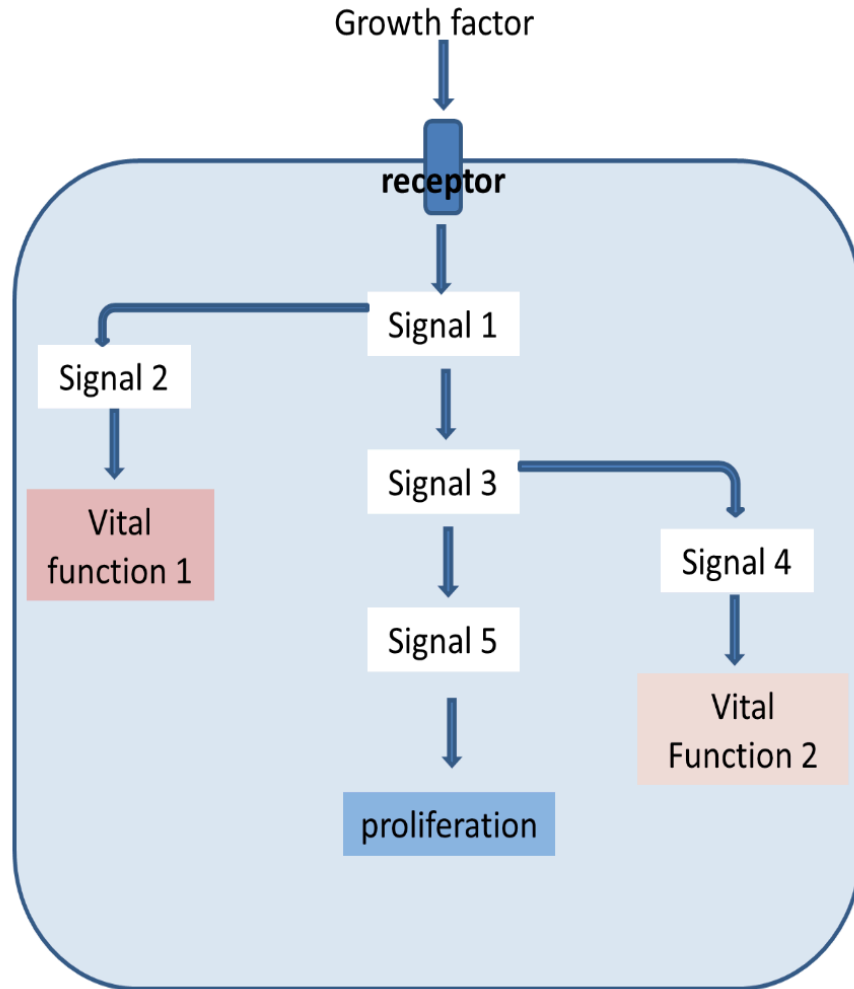 Growth factor
receptor
Signal 1
Signal 2
Signal 3
Vital
function 1
Signal 4
Signal 5
Vital
Function 2
proliferation